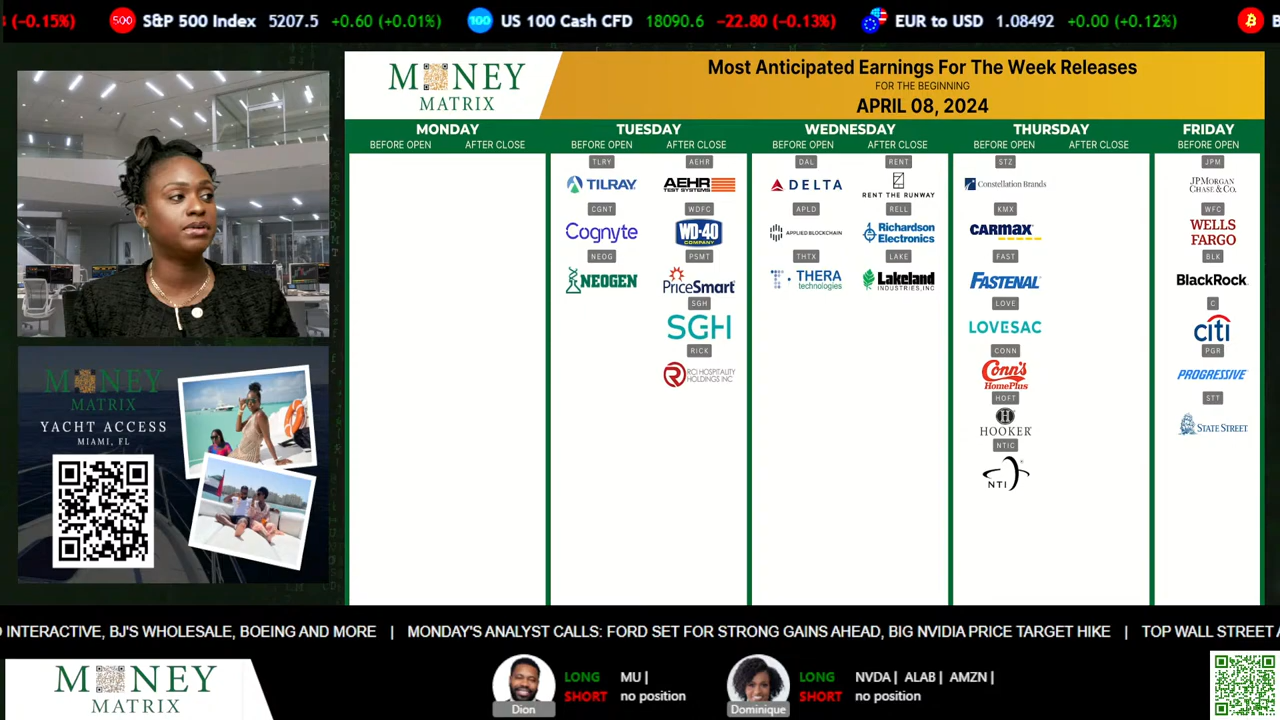 (−0.15%) 500 S&P 500 Index 5207.5 +0.60 (+0.01%) 100 US 100 Cash CFD 18090.6 −22.80 (−0.13%) EUR to USD 1.08492 +0.00 (+0.12%)
MONEY
MATRIX
Most Anticipated Earnings For The Week Releases
FOR THE BEGINNING
APRIL 08, 2024
MONDAY
BEFORE OPEN AFTER CLOSE
TUESDAY
BEFORE OPEN AFTER CLOSE
WEDNESDAY
BEFORE OPEN AFTER CLOSE
THURSDAY
BEFORE OPEN AFTER CLOSE
FRIDAY
BEFORE OPEN
TLRY
TILRAY
CGNT
Cognyte
NEOG
NEOGEN
AEHR
AEHR
TEST SYSTEMS
WDFC
WD-40
COMPANY
PSMT
PriceSmart
SGH
SGH
RICK
RCI HOSPITALITY
HOLDINGS INC
DAL
DELTA
APLD
APPLIED BLOCKCHAIN
THTX
THERA
technologies
RENT
RENT THE RUNWAY
RELL
Richardson
Electronics
LAKE
Lakeland
INDUSTRIES, INC
STZ
Constellation Brands
KMX
CARMAX
FAST
FASTENAL
LOVE
LOVESAC
CONN
Conn's
HomePlus
HOFT
H
HOOKER
NTIC
NTI
JPM
JPMORGAN
CHASE & CO.
WFC
WELLS
FARGO
BLK
BlackRock
C
citi
PGR
PROGRESSIVE
STT
STATE STREET
MONEY
MATRIX
YACHT ACCESS
MIAMI, FL
INTERACTIVE, BJ'S WHOLESALE, BOEING AND MORE | MONDAY'S ANALYST CALLS: FORD SET FOR STRONG GAINS AHEAD, BIG NVIDIA PRICE TARGET HIKE | TOP WALL STREET
MONEY
MATRIX
Dion
LONG MU |
SHORT no position
Dominique
LONG NVDA | ALAB | AMZN |
SHORT no position